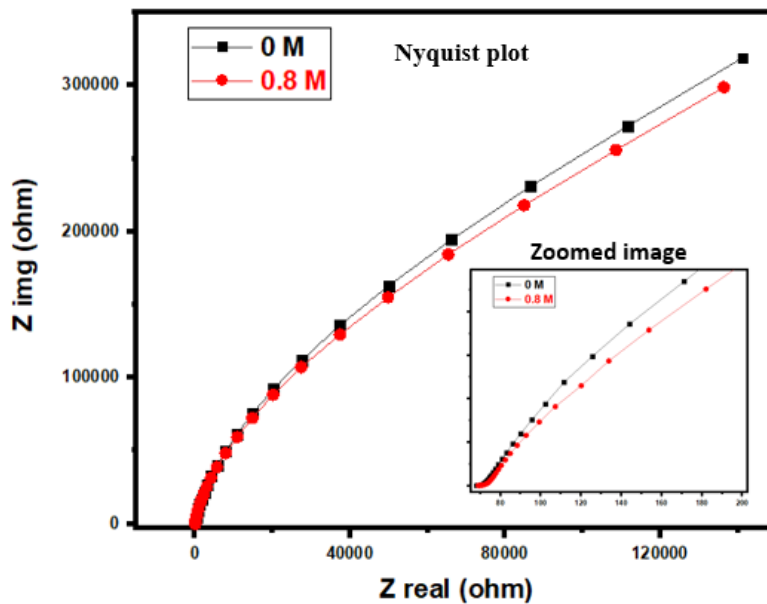 0 M
0.8 M
Nyquist plot
300000
200000
100000
0
Z img (ohm)
Zoomed image
0 M
0.8 M
80 100 120 140 160 180 200
0 40000 80000 120000
Z real (ohm)